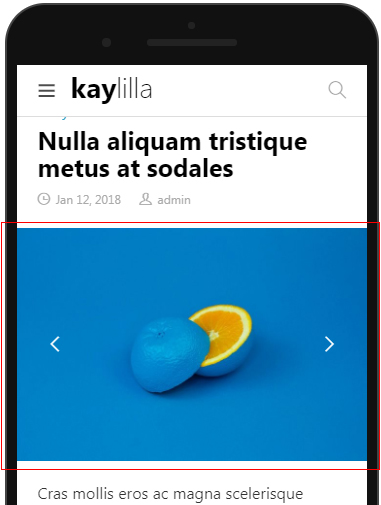 kaylilla
Nulla aliquam tristique
metus at sodales
Jan 12, 2018 admin
Cras mollis eros ac magna scelerisque